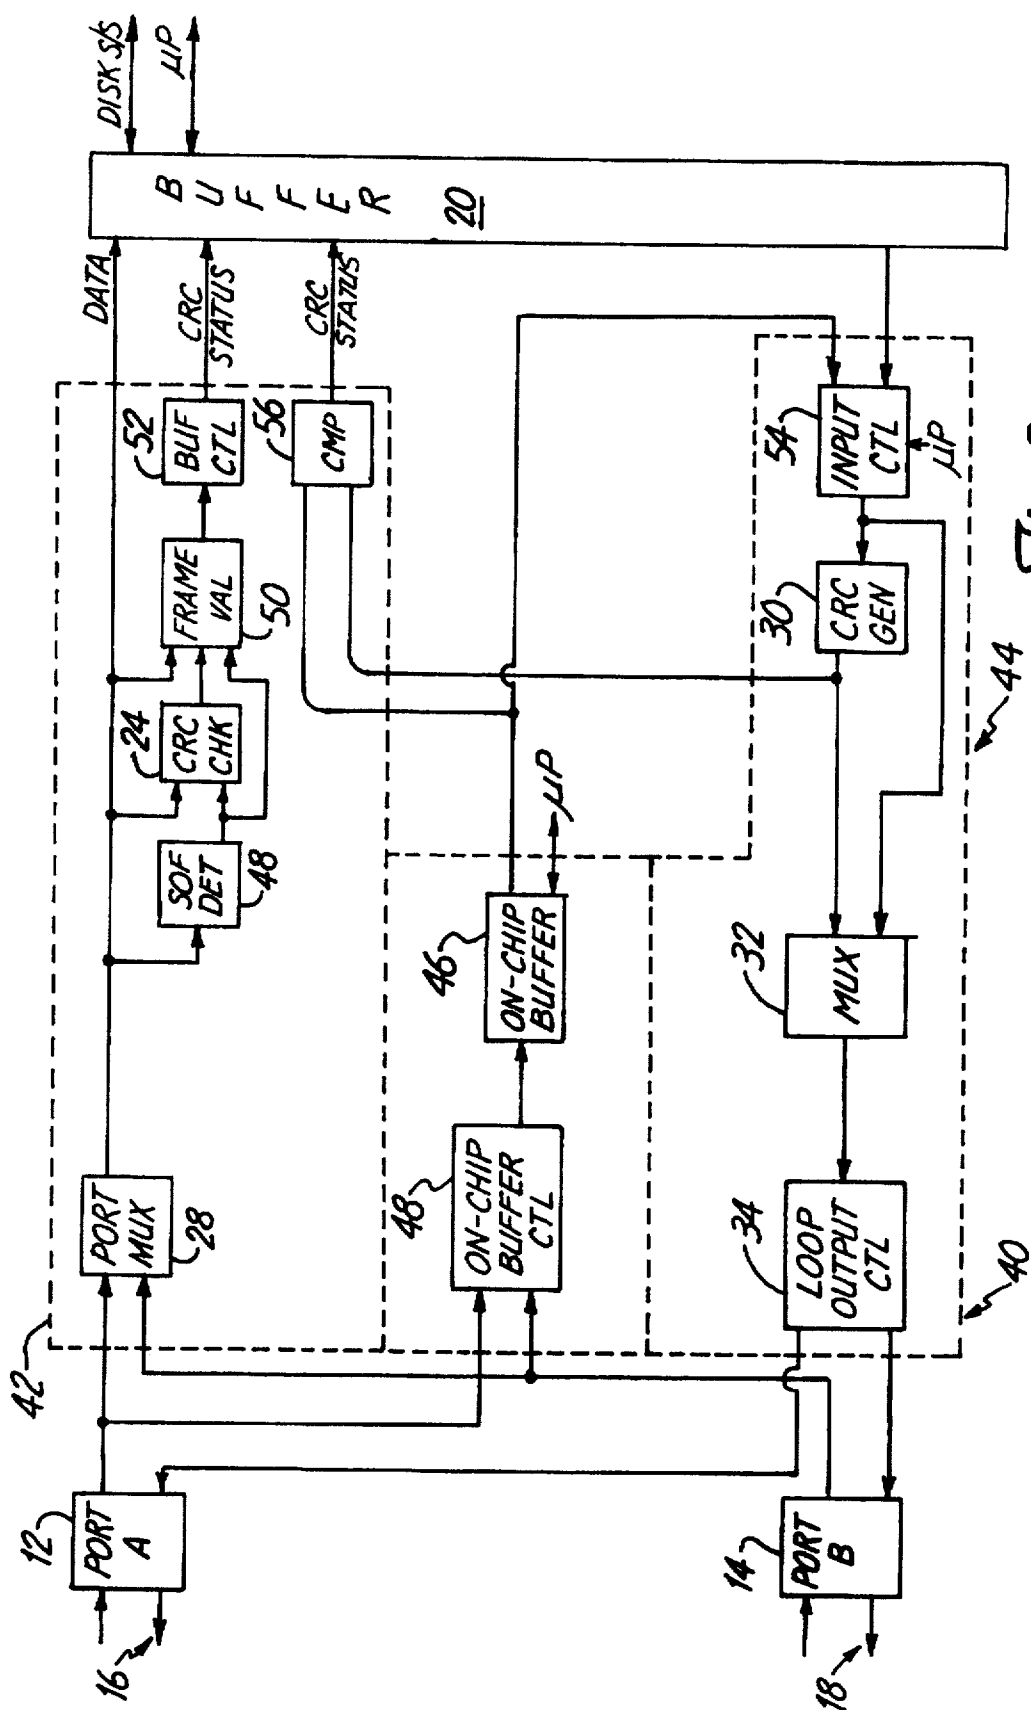 DISK S/S
μP
BUFFER
20
DATA
CRC
STATUS
CRC
STATUS
42
PORT
MUX
28
SOF
DET
48
24
CRC
CHK
FRAME
VAL
50
52
BUF
CTL
56
CMP
12
PORT
A
16
48
ON-CHIP
BUFFER
CTL
46
ON-CHIP
BUFFER
μP
14
PORT
B
18
34
LOOP
OUTPUT
CTL
40
32
MUX
30
CRC
GEN
54
INPUT
CTL
μP
44